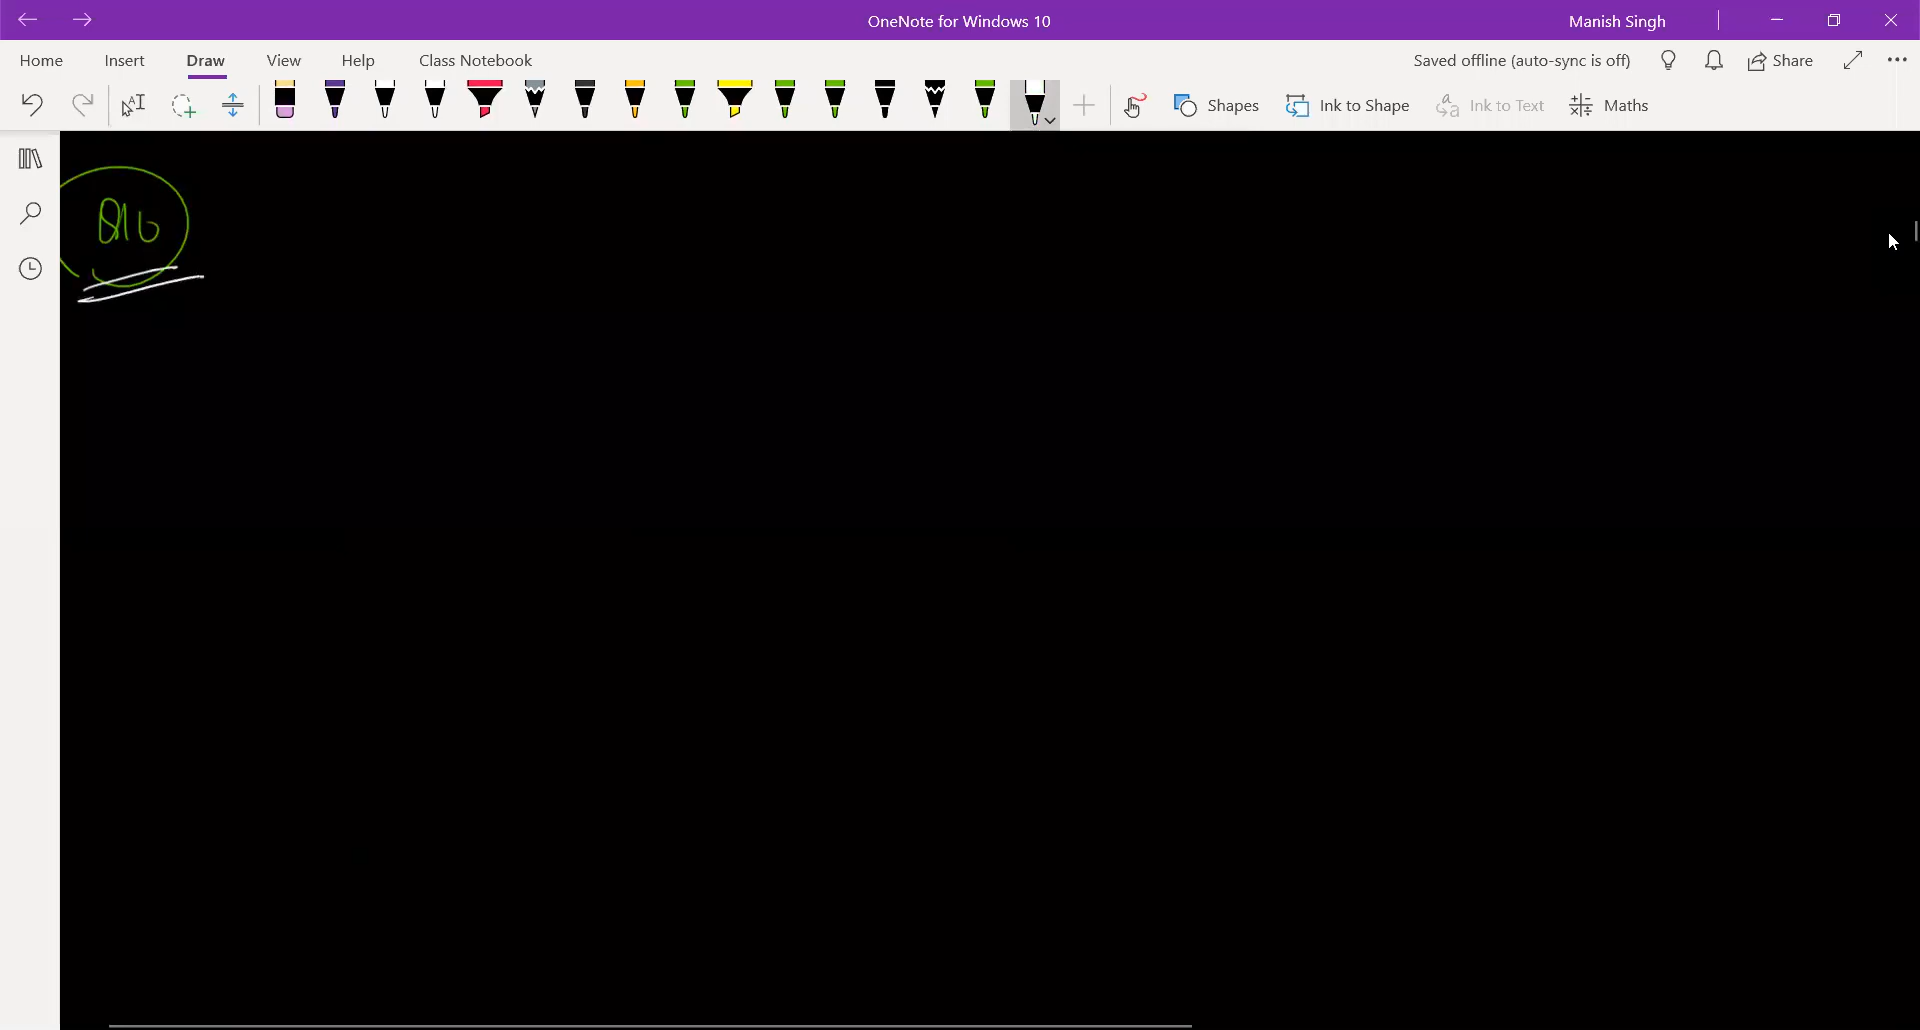 OneNote for Windows 10
Manish Singh
Home Insert Draw View Help Class Notebook
Saved offline (auto-sync is off) Share
Shapes Ink to Shape Ink to Text Maths